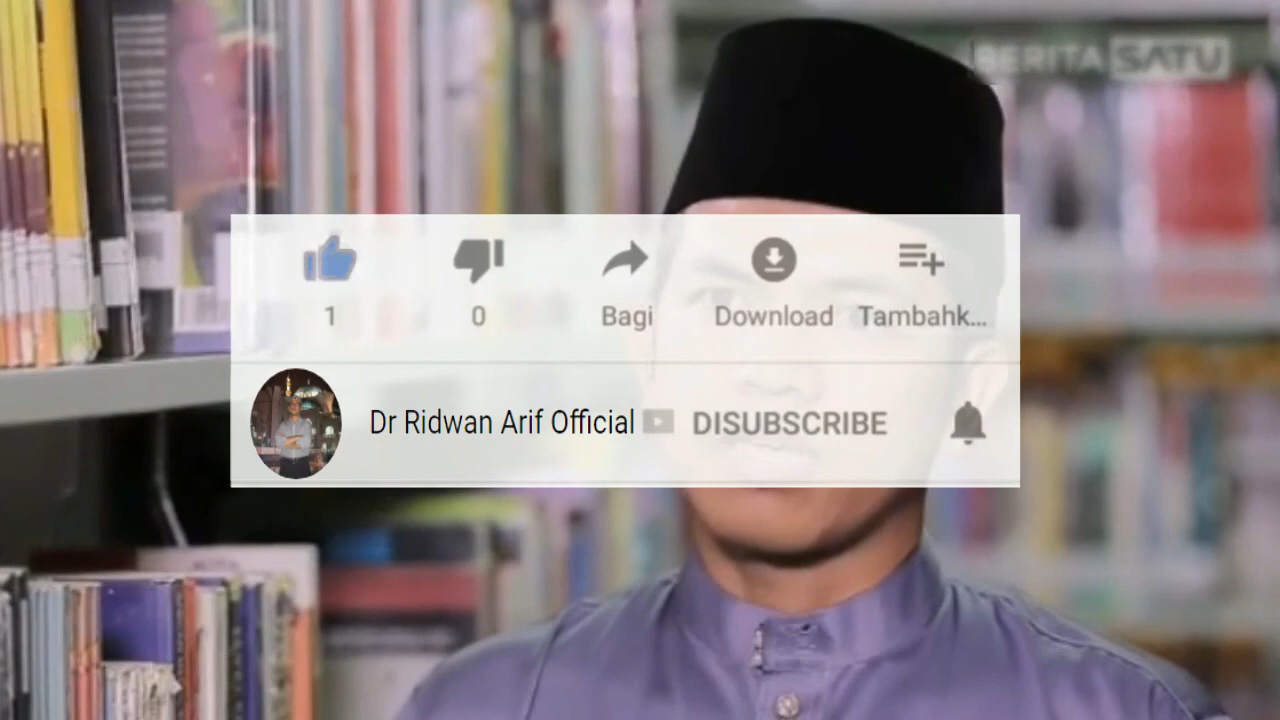 BERITA SATU
1
0
Bagi
Download
Tambahk...
Dr Ridwan Arif Official
DISUBSCRIBE